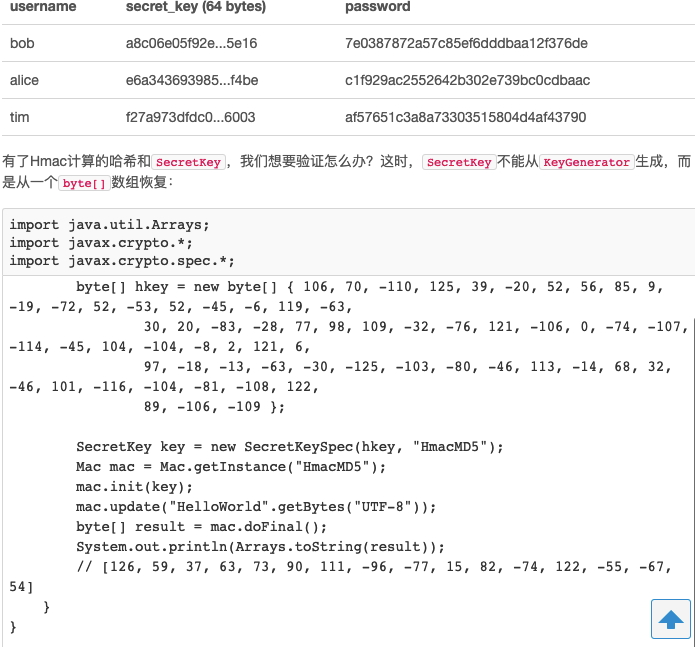 username secret_key (64 bytes) password
bob a8c06e05f92e...5e16 7e0387872a57c85ef6dddbaa12f376de
alice e6a343693985...f4be c1f929ac2552642b302e739bc0cdbaac
tim f27a973dfdc0...6003 af57651c3a8a73303515804d4af43790
有了Hmac计算的哈希和SecretKey，我们想要验证怎么办？这时，SecretKey不能从KeyGenerator生成，而
是从一个byte[]数组恢复：
import java.util.Arrays;
import javax.crypto.*;
import javax.crypto.spec.*;
byte[] hkey = new byte[] { 106, 70, -110, 125, 39, -20, 52, 56, 85, 9,
-19, -72, 52, -53, 52, -45, -6, 119, -63,
30, 20, -83, -28, 77, 98, 109, -32, -76, 121, -106, 0, -74, -107,
-114, -45, 104, -104, -8, 2, 121, 6,
97, -18, -13, -63, -30, -125, -103, -80, -46, 113, -14, 68, 32,
-46, 101, -116, -104, -81, -108, 122,
89, -106, -109 };
SecretKey key = new SecretKeySpec(hkey, "HmacMD5");
Mac mac = Mac.getInstance("HmacMD5");
mac.init(key);
mac.update("HelloWorld".getBytes("UTF-8"));
byte[] result = mac.doFinal();
System.out.println(Arrays.toString(result));
// [126, 59, 37, 63, 73, 90, 111, -96, -77, 15, 82, -74, 122, -55, -67,
54]
}
}